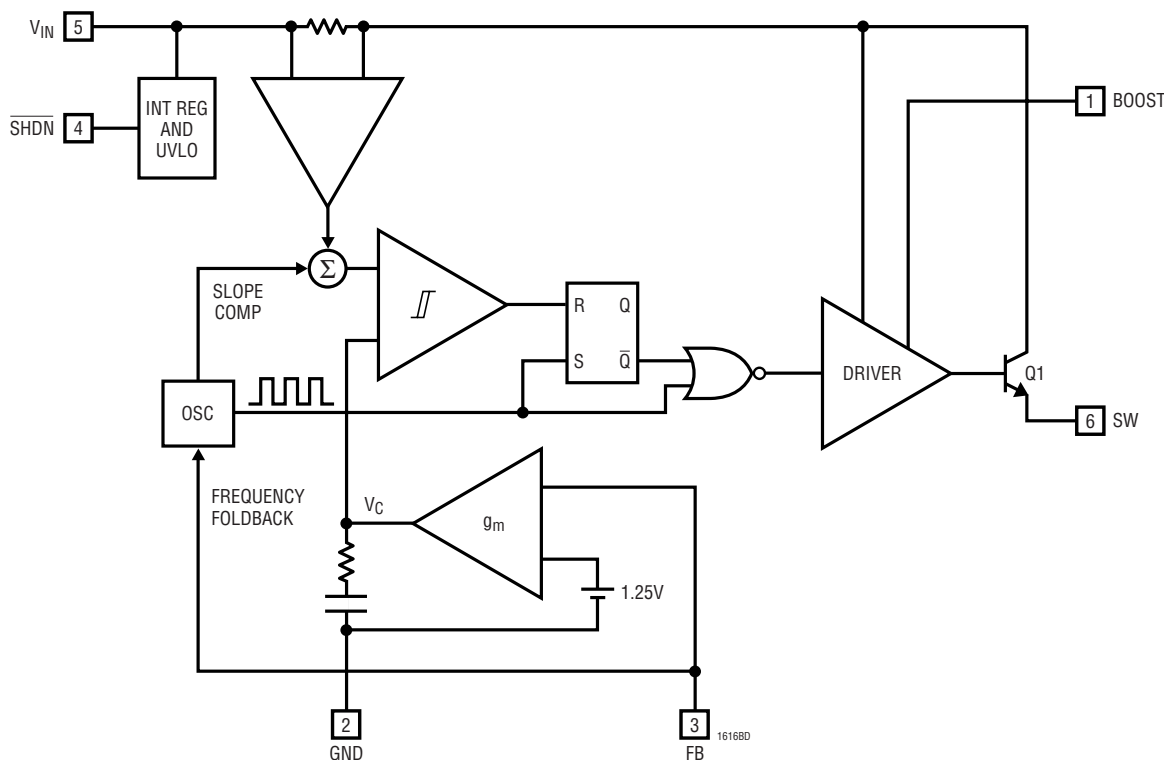 V_IN 5
INT REG
AND
UVLO
S̅H̅D̅N̅ 4
1 BOOST
Σ
SLOPE
COMP
R Q
S Q̅
DRIVER
Q1
OSC
6 SW
FREQUENCY
FOLDBACK
V_C
g_m
1.25V
2
GND
3
FB
1616BD